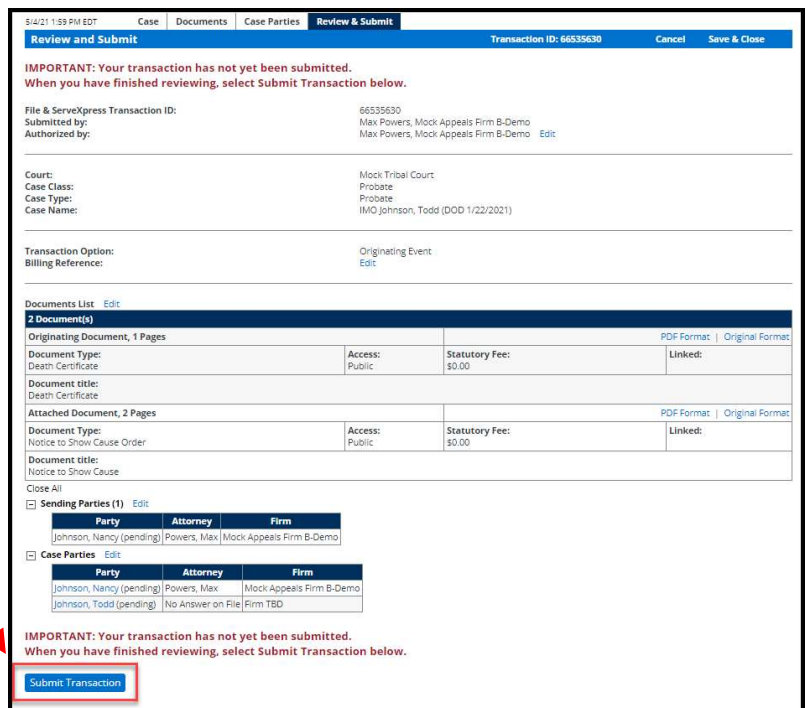 5/4/21 1:59 PM EDT Case Documents Case Parties Review & Submit
Review and Submit Transaction ID: 66535630 Cancel Save & Close
IMPORTANT: Your transaction has not yet been submitted.
When you have finished reviewing, select Submit Transaction below.
File & ServeXpress Transaction ID: 66535630
Submitted by: Max Powers, Mock Appeals Firm B-Demo
Authorized by: Max Powers, Mock Appeals Firm B-Demo Edit
Court: Mock Tribal Court
Case Class: Probate
Case Type: Probate
Case Name: IMO Johnson, Todd (DOD 1/22/2021)
Transaction Option: Originating Event
Billing Reference: Edit
Documents List Edit
2 Document(s)
Originating Document, 1 Pages PDF Format | Original Format
Document Type: Access: Statutory Fee: Linked:
Death Certificate Public $0.00
Document title:
Death Certificate
Attached Document, 2 Pages PDF Format | Original Format
Document Type: Access: Statutory Fee: Linked:
Notice to Show Cause Order Public $0.00
Document title:
Notice to Show Cause
Close All
Sending Parties (1) Edit
Party Attorney Firm
Johnson, Nancy (pending) Powers, Max Mock Appeals Firm B-Demo
Case Parties Edit
Party Attorney Firm
Johnson, Nancy (pending) Powers, Max Mock Appeals Firm B-Demo
Johnson, Todd (pending) No Answer on File Firm TBD
IMPORTANT: Your transaction has not yet been submitted.
When you have finished reviewing, select Submit Transaction below.
Submit Transaction